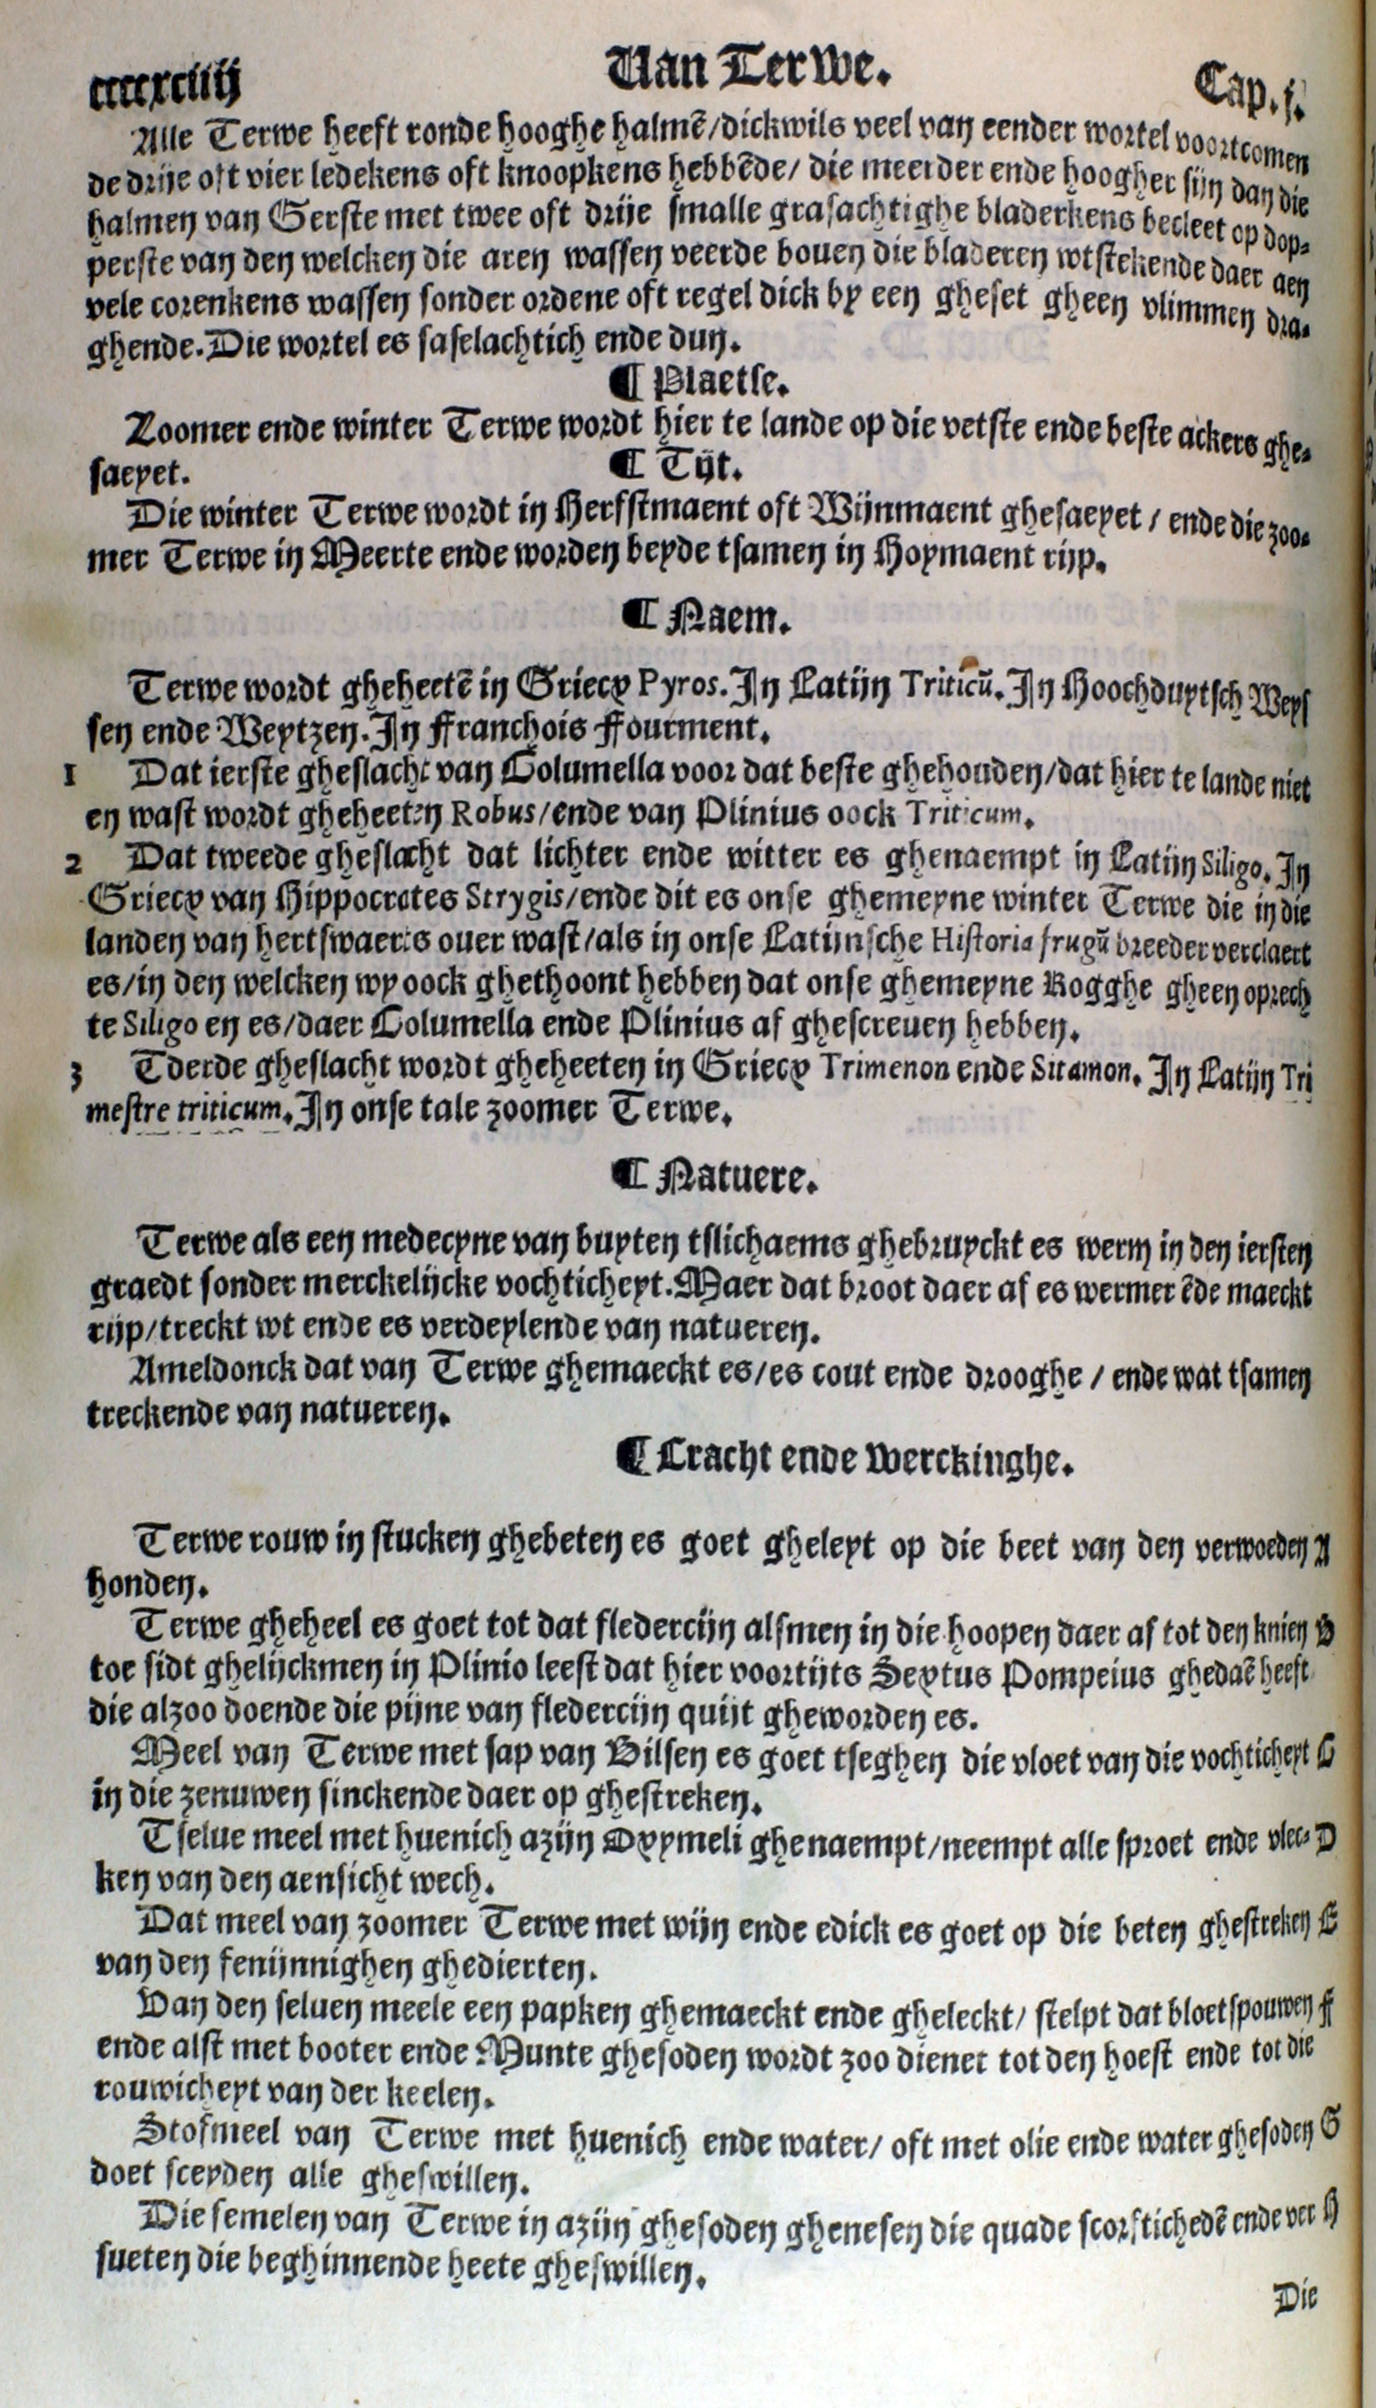 ccccxciiij
Van Terwe.
Cap. j.
Alle Terwe heeft ronde hooghe halmē/dickwils veel van eender wortel voortcomen
de drije oft vier ledekens oft knoopkens hebbēde/ die meerder ende hoogher sijn dan die
halmen van Gerste met twee oft drije smalle grasachtighe bladerkens becleet op dop-
perste van den welcken die aren wassen veerde bouen die bladeren wtstekende daer aen
vele corenkens wassen sonder ordene oft regel dick by een gheset gheen vlimmen dra-
ghende. Die wortel es faselachtich ende dun.
¶ Plaetse.
Zoomer ende winter Terwe wordt hier te lande op die vetste ende beste ackers ghe-
saeyet.
¶ Tijt.
Die winter Terwe wordt in Herfstmaent oft Wijnmaent ghesaeyet / ende die zoo-
mer Terwe in Meerte ende worden beyde tsamen in Hoymaent rijp.
¶ Naem.
Terwe wordt gheheetē in Griecx Pyros. In Latijn Triticū. In Hoochduytsch Weys
sen ende Weytzen. In Franchois Fourment.
1 Dat ierste gheslacht van Columella voor dat beste ghehouden/dat hier te lande niet
en wast wordt gheheeten Robus/ende van Plinius oock Triticum.
2 Dat tweede gheslacht dat lichter ende witter es ghenaempt in Latijn Siligo. In
Griecx van Hippocrates Strygis/ende dit es onse ghemeyne winter Terwe die in die
landen van hertswaerts ouer wast/als in onse Latijnsche Historia frugū breeder verclaert
es/in den welcken wy oock ghethoont hebben dat onse ghemeyne Rogghe gheen oprech
te Siligo en es/daer Columella ende Plinius af ghescreuen hebben.
3 Tderde gheslacht wordt gheheeten in Griecx Trimenon ende Sitamon. In Latijn Tri
mestre triticum. In onse tale zoomer Terwe.
¶ Natuere.
Terwe als een medecyne van buyten tslichaems ghebruyckt es werm in den iersten
graedt sonder merckelijcke vochticheyt. Maer dat broot daer af es wermer ēde maeckt
rijp/treckt wt ende es verdeylende van natueren.
Ameldonck dat van Terwe ghemaeckt es/es cout ende drooghe / ende wat tsamen
treckende van natueren.
¶ Cracht ende werckinghe.
Terwe rouw in stucken ghebeten es goet gheleyt op die beet van den verwoeden A
honden.
Terwe gheheel es goet tot dat fledercijn alsmen in die hoopen daer af tot den knien B
toe sidt ghelijckmen in Plinio leest dat hier voortijts Sextus Pompeius ghedaē heeft
die alzoo doende die pijne van fledercijn quijt gheworden es.
Meel van Terwe met sap van Bilsen es goet tseghen die vloet van die vochticheyt C
in die zenuwen sinckende daer op ghestreken.
Tselue meel met huenich azijn Oxymeli ghenaempt/neempt alle sproet ende vlec- D
ken van den aensicht wech.
Dat meel van zoomer Terwe met wijn ende edick es goet op die beten ghestreken E
van den fenijnnighen ghedierten.
Van den seluen meele een papken ghemaeckt ende gheleckt/ stelpt dat bloetspouwen F
ende alst met booter ende Munte ghesoden wordt zoo dienet tot den hoest ende tot die
rouwicheyt van der keelen.
Stofmeel van Terwe met huenich ende water/ oft met olie ende water ghesoden G
doet sceyden alle gheswillen.
Die semelen van Terwe in azijn ghesoden ghenesen die quade scorftichedē ende ver H
sueten die beghinnende heete gheswillen.
Die